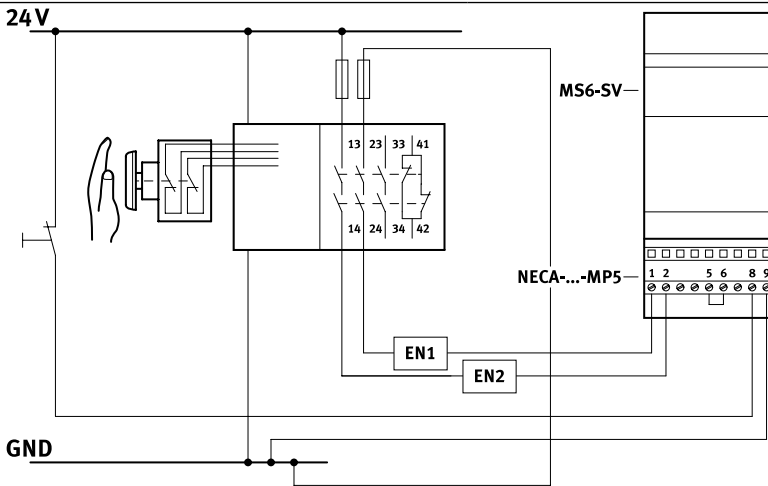 24 V
MS6-SV
13 23 33 41
14 24 34 42
NECA-...-MP5
1 2 5 6 8 9
EN1
EN2
GND